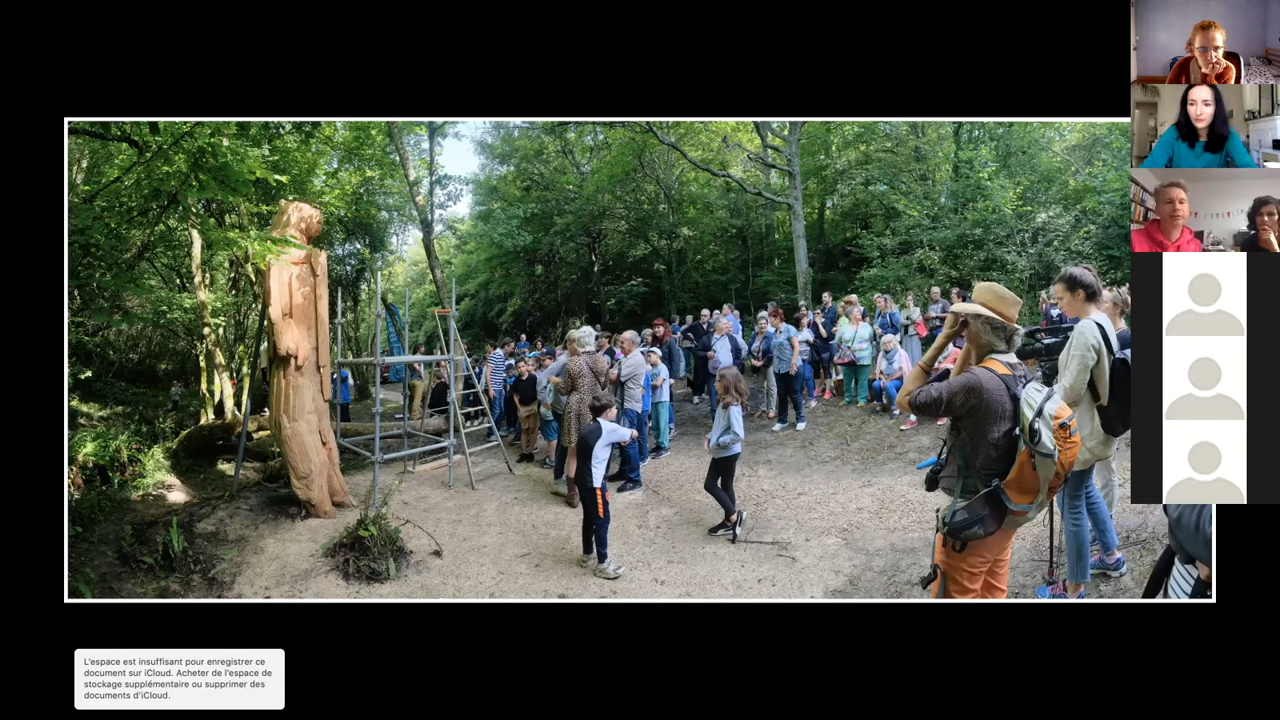 L'espace est insuffisant pour enregistrer ce
document sur iCloud. Acheter de l'espace de
stockage supplémentaire ou supprimer des
documents d'iCloud.